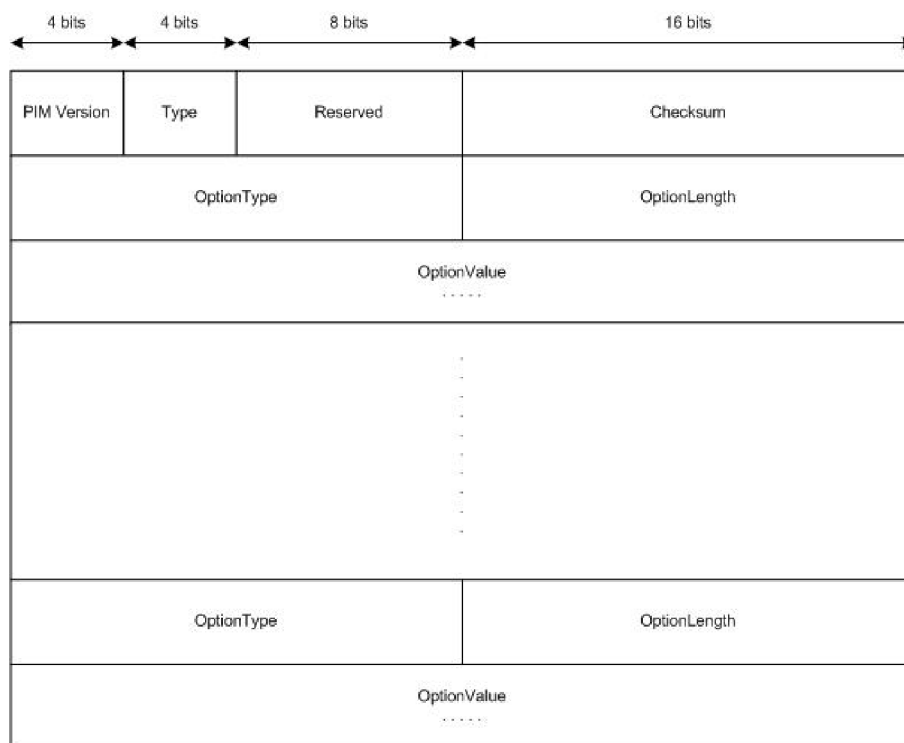 4 bits 4 bits 8 bits 16 bits
PIM Version Type Reserved Checksum
OptionType OptionLength
OptionValue
. . . . .
OptionType OptionLength
OptionValue
. . . . .